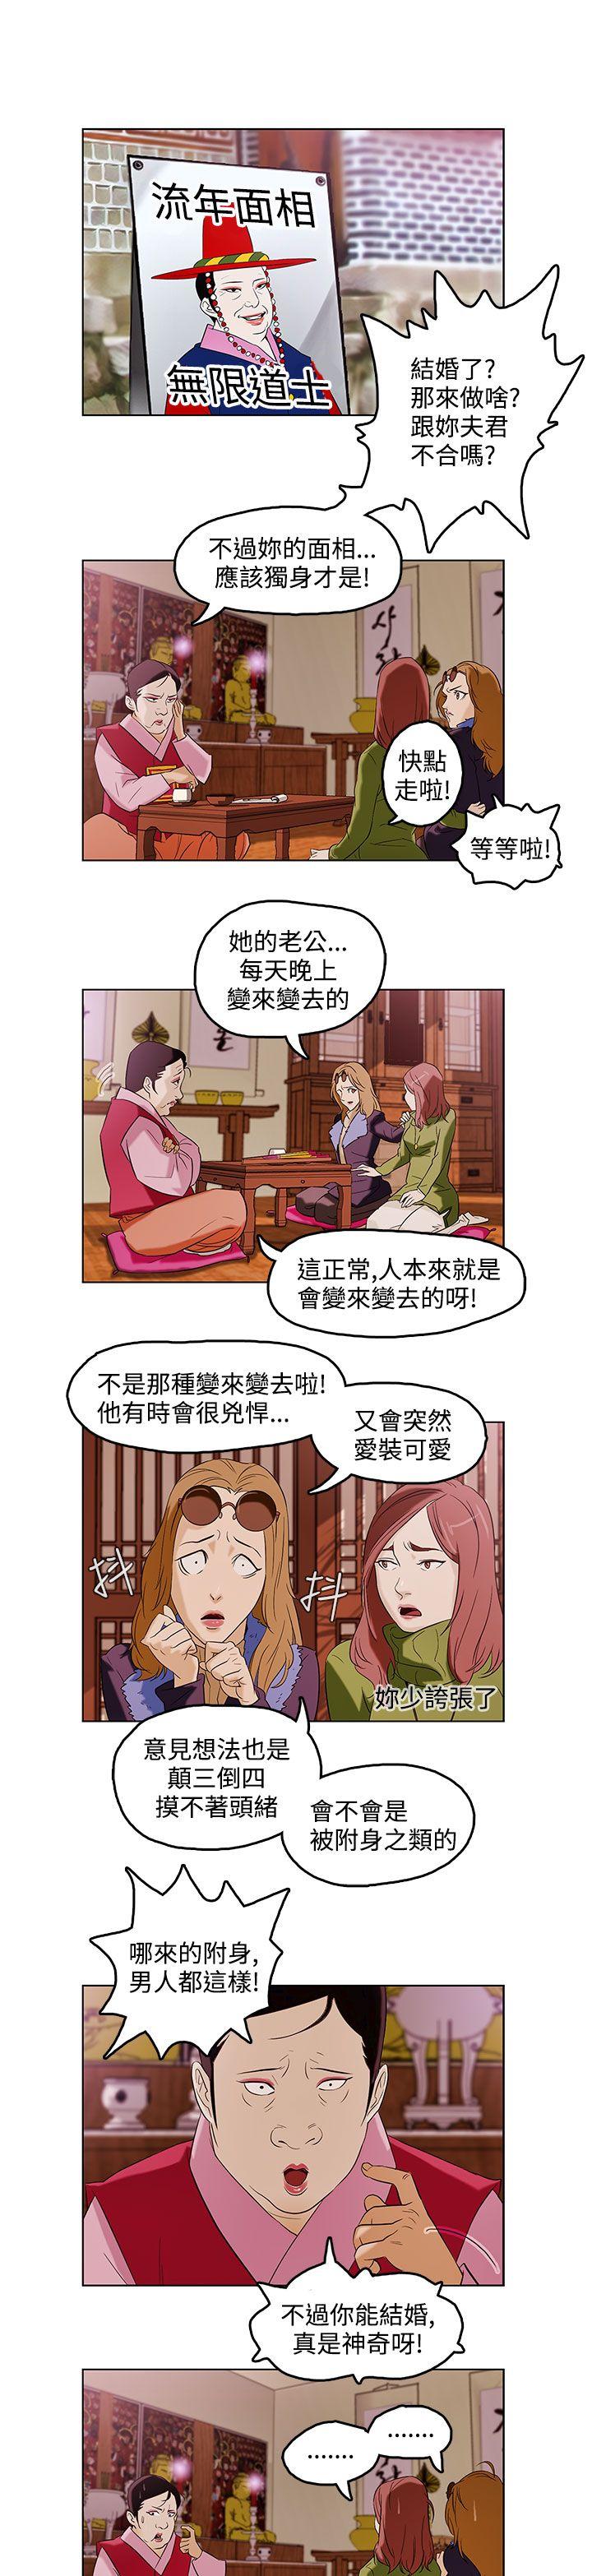 流年面相
無限道士
結婚了?
那來做啥?
跟妳夫君
不合嗎?
不過妳的面相...
應該獨身才是!
快點
走啦!
等等啦!
她的老公...
每天晚上
變來變去的
這正常,人本來就是
會變來變去的呀!
不是那種變來變去啦!
他有時會很兇悍...
又會突然
愛裝可愛
抖
抖
妳少誇張了
意見想法也是
顛三倒四
摸不著頭緒
會不會是
被附身之類的
哪來的附身,
男人都這樣!
不過你能結婚,
真是神奇呀!
.......
.......